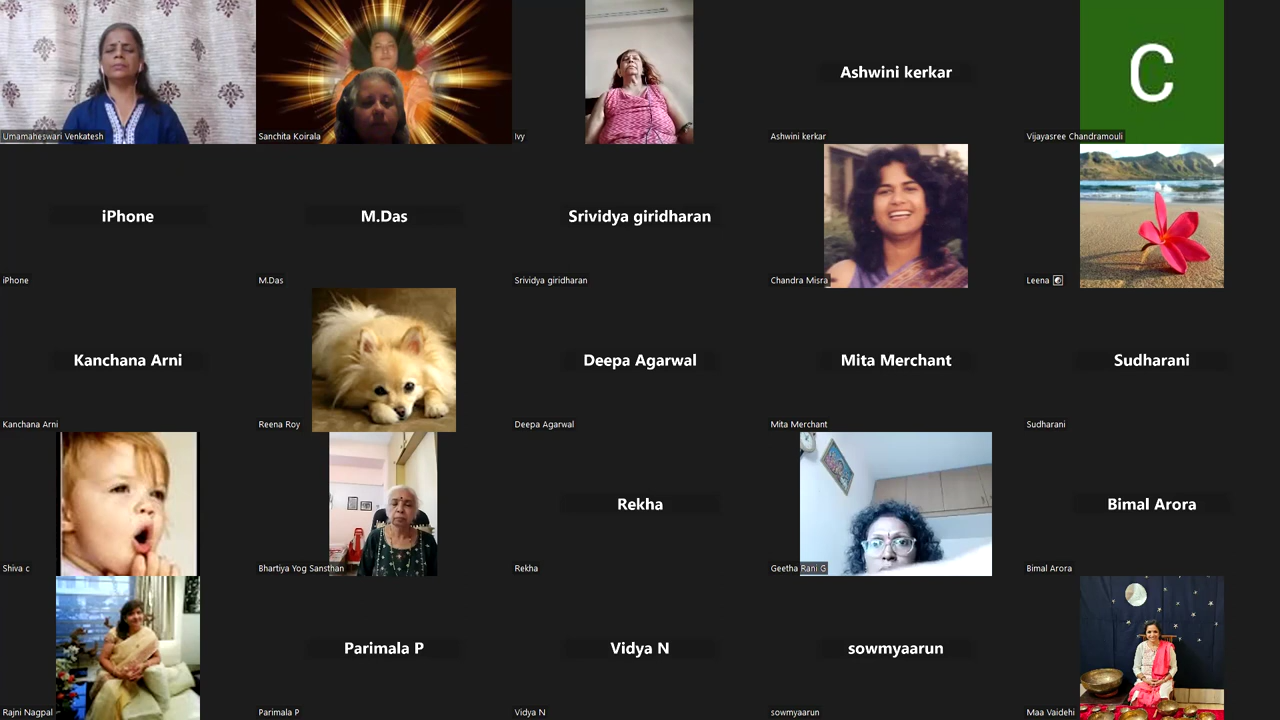 Umamaheswari Venkatesh
Sanchita Koirala
Ivy
Ashwini kerkar
Ashwini kerkar
C
Vijayasree Chandramouli
iPhone
iPhone
M.Das
M.Das
Srividya giridharan
Srividya giridharan
Chandra Misra
Leena
Kanchana Arni
Kanchana Arni
Reena Roy
Deepa Agarwal
Deepa Agarwal
Mita Merchant
Mita Merchant
Sudharani
Sudharani
Shiva c
Bhartiya Yog Sansthan
Rekha
Rekha
Geetha Rani G
Bimal Arora
Bimal Arora
Rajni Nagpal
Parimala P
Parimala P
Vidya N
Vidya N
sowmyaarun
sowmyaarun
Maa Vaidehi